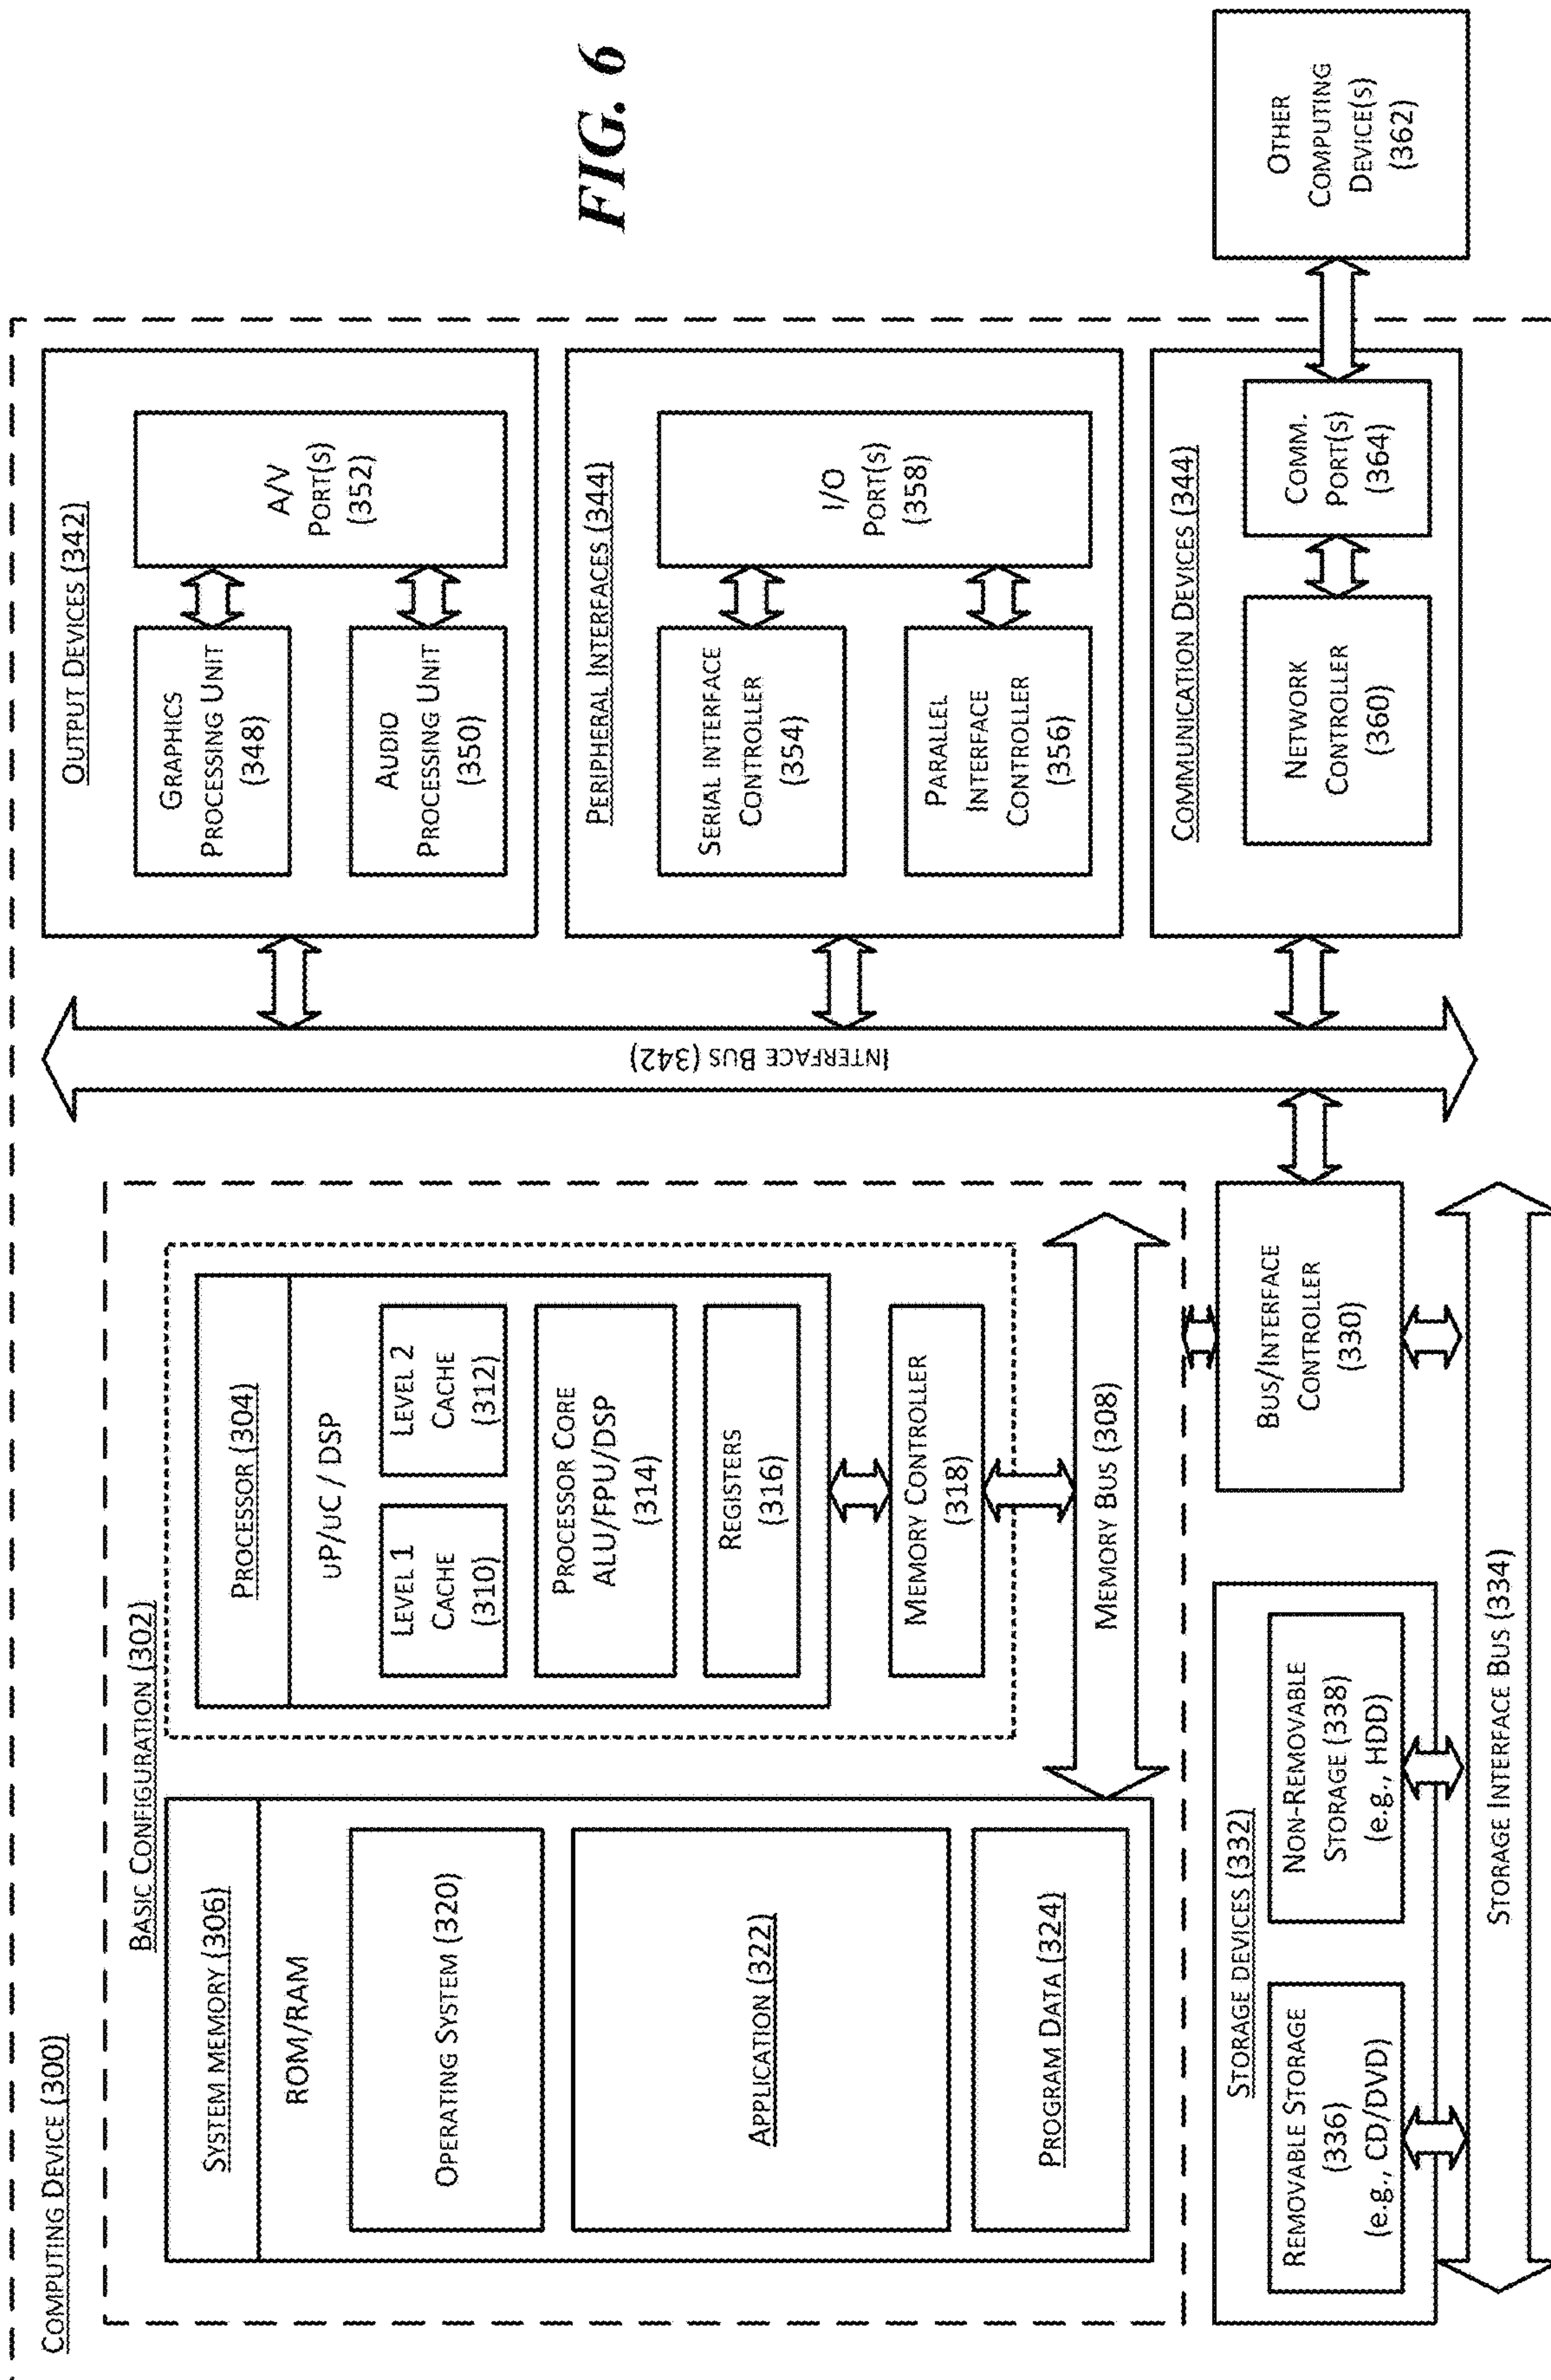 COMPUTING DEVICE (300)
BASIC CONFIGURATION (302)
SYSTEM MEMORY (306)
ROM/RAM
OPERATING SYSTEM (320)
APPLICATION (322)
PROGRAM DATA (324)
PROCESSOR (304)
UP/UC / DSP
LEVEL 1
CACHE
(310)
LEVEL 2
CACHE
(312)
PROCESSOR CORE
ALU/FPU/DSP
(314)
REGISTERS
(316)
MEMORY CONTROLLER
(318)
MEMORY BUS (308)
BUS/INTERFACE
CONTROLLER
(330)
STORAGE DEVICES (332)
REMOVABLE STORAGE
(336)
(e.g., CD/DVD)
NON-REMOVABLE
STORAGE (338)
(e.g., HDD)
STORAGE INTERFACE BUS (334)
INTERFACE BUS (342)
OUTPUT DEVICES (342)
GRAPHICS
PROCESSING UNIT
(348)
AUDIO
PROCESSING UNIT
(350)
A/V
PORT(S)
(352)
PERIPHERAL INTERFACES (344)
SERIAL INTERFACE
CONTROLLER
(354)
PARALLEL
INTERFACE
CONTROLLER
(356)
I/O
PORT(S)
(358)
COMMUNICATION DEVICES (344)
NETWORK
CONTROLLER
(360)
COMM.
PORT(S)
(364)
OTHER
COMPUTING
DEVICE(S)
(362)
FIG. 6